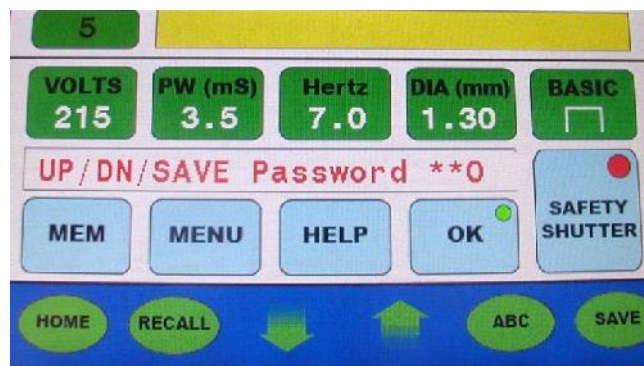 5
VOLTS PW (mS) Hertz DIA (mm) BASIC
215 3.5 7.0 1.30
UP/DN/SAVE Password **0
SAFETY
SHUTTER
MEM MENU HELP OK
HOME RECALL ABC SAVE